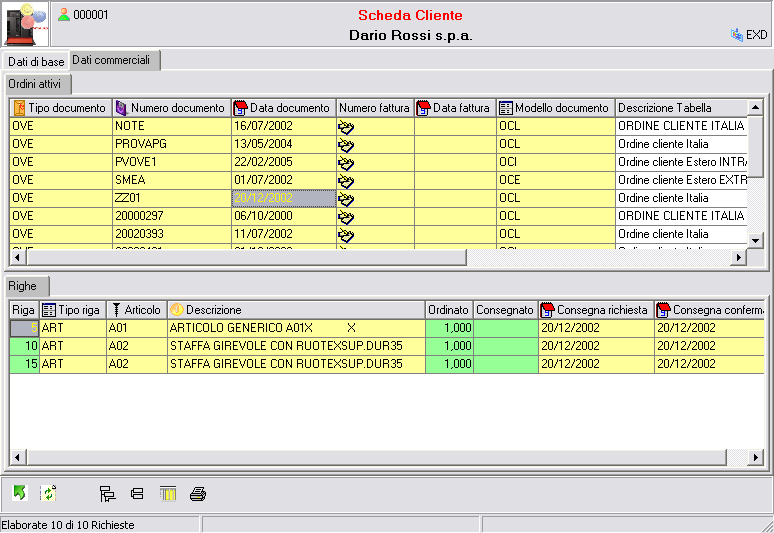 000001
Scheda Cliente
Dario Rossi s.p.a.
EXD
Dati di base Dati commerciali
Ordini attivi
Tipo documento Numero documento Data documento Numero fattura Data fattura Modello documento Descrizione Tabella
OVE NOTE 16/07/2002 OCL ORDINE CLIENTE ITALIA
OVE PROVAPG 13/05/2004 OCL Ordine cliente Italia
OVE PVOVE1 22/02/2005 OCI Ordine cliente Estero INTRA
OVE SMEA 01/07/2002 OCE Ordine cliente Estero EXTR
OVE ZZ01 20/12/2002 OCL Ordine cliente Italia
OVE 20000297 06/10/2000 OCL ORDINE CLIENTE ITALIA
OVE 20020393 11/07/2002 OCL Ordine cliente Italia
Righe
Riga Tipo riga Articolo Descrizione Ordinato Consegnato Consegna richiesta Consegna conferma
5 ART A01 ARTICOLO GENERICO A01X X 1,000 20/12/2002 20/12/2002
10 ART A02 STAFFA GIREVOLE CON RUOTEXSUP.DUR35 1,000 20/12/2002 20/12/2002
15 ART A02 STAFFA GIREVOLE CON RUOTEXSUP.DUR35 1,000 20/12/2002 20/12/2002
Elaborate 10 di 10 Richieste